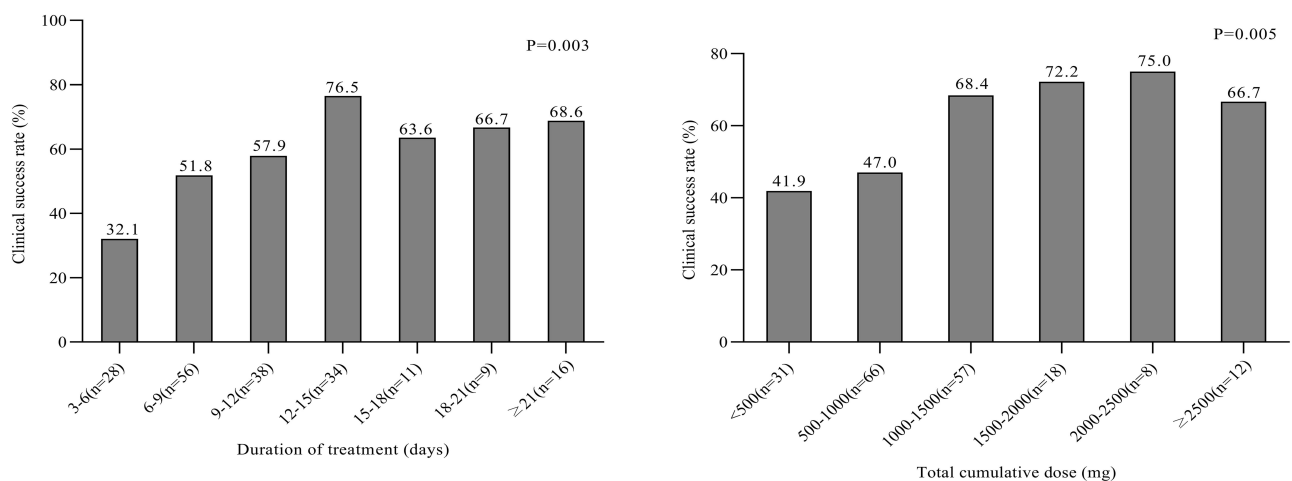 P=0.003
Clinical success rate (%)
100
80
60
40
20
0
32.1
51.8
57.9
76.5
63.6
66.7
68.6
3-6(n=28)
6-9(n=56)
9-12(n=38)
12-15(n=34)
15-18(n=11)
18-21(n=9)
≥21(n=16)
Duration of treatment (days)
P=0.005
Clinical success rate (%)
80
60
40
20
0
41.9
47.0
68.4
72.2
75.0
66.7
<500(n=31)
500-1000(n=66)
1000-1500(n=57)
1500-2000(n=18)
2000-2500(n=8)
≥2500(n=12)
Total cumulative dose (mg)